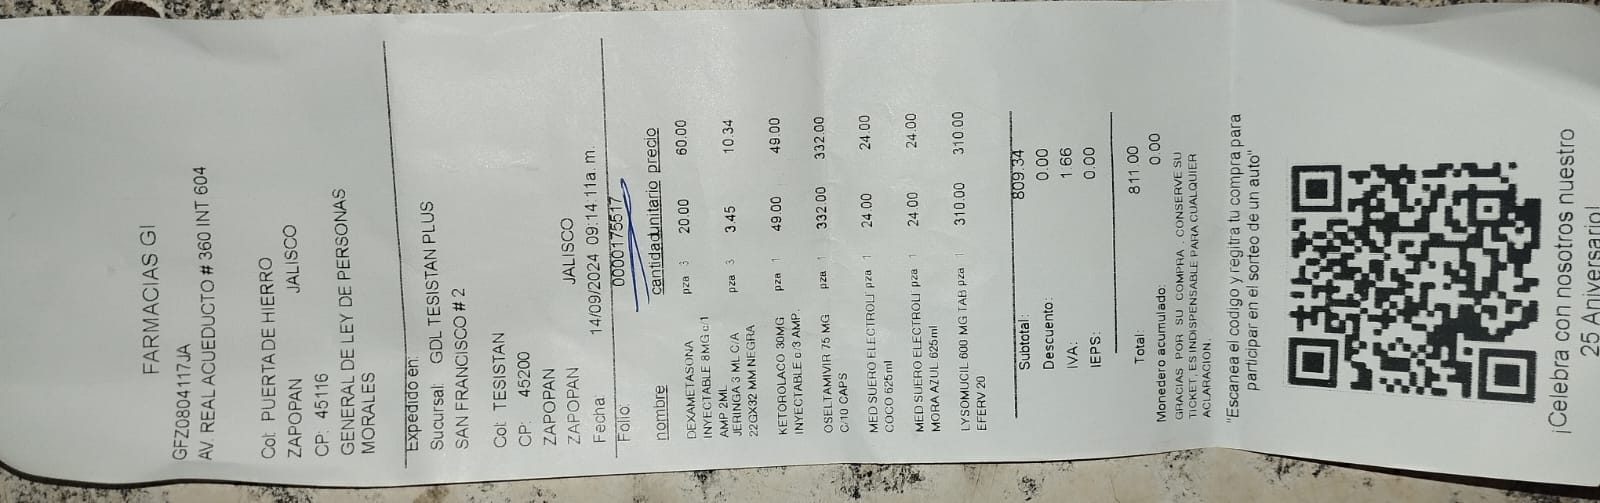 FARMACIAS GI
GFZ0804117JA
AV. REAL ACUEDUCTO # 360 INT 604
Col: PUERTA DE HIERRO
ZAPOPAN JALISCO
CP: 45116
GENERAL DE LEY DE PERSONAS
MORALES
Expedido en:
Sucursal: GDL TESISTAN PLUS
SAN FRANCISCO # 2
Col: TESISTAN
CP: 45200
ZAPOPAN
ZAPOPAN JALISCO
Fecha: 14/09/2024 09:14:11a. m.
Folio: 0000175517
nombre cantidad unitario precio
DEXAMETASONA pza 3 20.00 60.00
INYECTABLE 8 MG c/1
AMP 2ML
JERINGA 3 ML C/A pza 3 3.45 10.34
22GX32 MM NEGRA
KETOROLACO 30MG pza 1 49.00 49.00
INYECTABLE c/3 AMP.
OSELTAMIVIR 75 MG pza 1 332.00 332.00
C/10 CAPS
MED SUERO ELECTROLI pza 1 24.00 24.00
COCO 625ml
MED SUERO ELECTROLI pza 1 24.00 24.00
MORA AZUL 625ml
LYSOMUCIL 600 MG TAB pza 1 310.00 310.00
EFERV 20
Subtotal: 809.34
Descuento: 0.00
IVA: 1.66
IEPS: 0.00
Total: 811.00
Monedero acumulado: 0.00
GRACIAS POR SU COMPRA , CONSERVE SU
TICKET, ES INDISPENSABLE PARA CUALQUIER
ACLARACION.
"Escanea el codigo y regitra tu compra para
participar en el sorteo de un auto"
¡Celebra con nosotros nuestro
25 Aniversario!